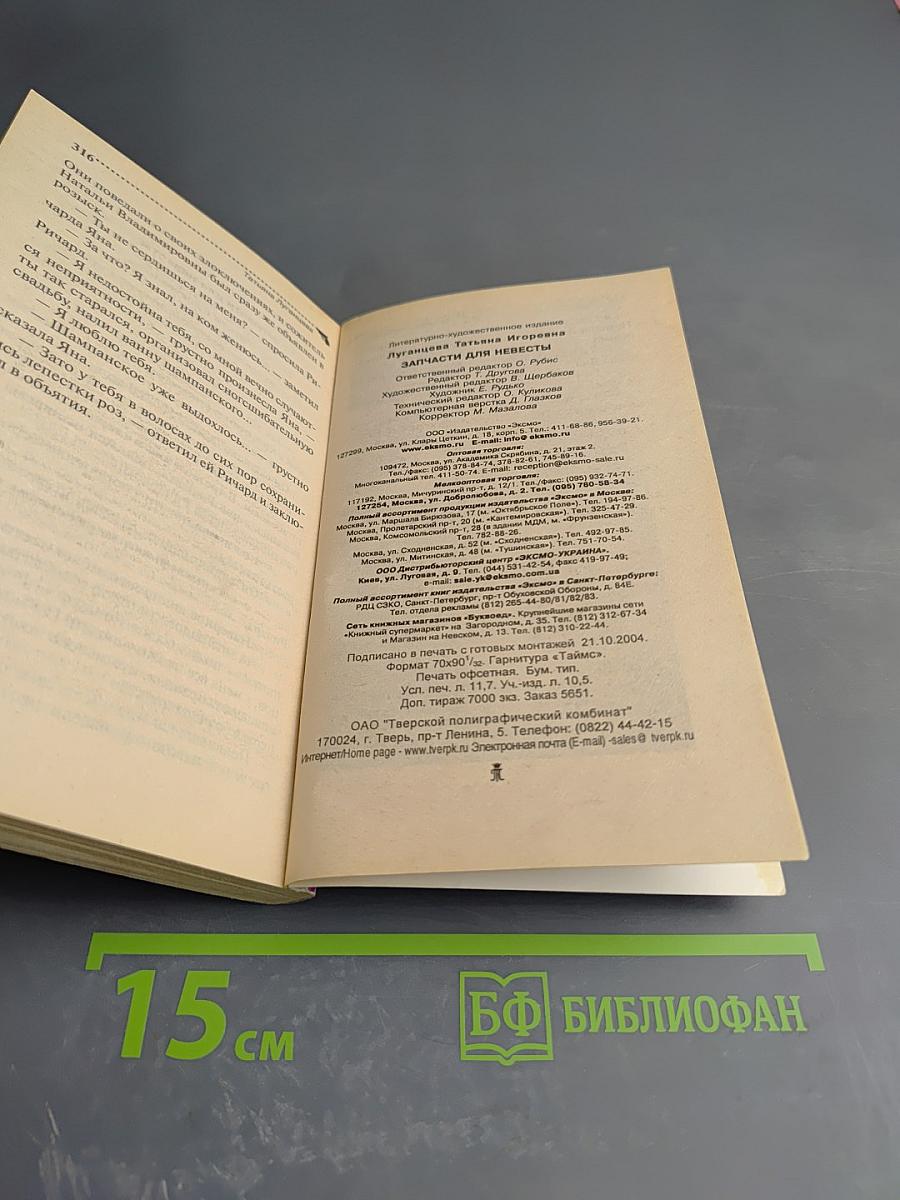 316
Татьяна Луганцева
Они поведали о своих злоключениях, и сожитель
Натальи Владимировны был сразу же объявлен в
розыск.
— Ты не сердишься на меня? — спросила Ри-
чарда Яна.
— За что? Я знал, на ком женюсь, — заметил
Ричард.
— Я недостойна тебя, со мной вечно случают-
ся неприятности, — грустно произнесла Яна, —
ты так старался, организовал сногсшибательную
свадьбу, налил ванну шампанского...
— Я люблю тебя.
— Шампанское уже выдохлось... — грустно
сказала Яна.
— Зато у тебя в волосах до сих пор сохрани-
сь лепестки роз, — ответил ей Ричард и заклю-
л в объятия.
Литературно-художественное издание
Луганцева Татьяна Игоревна
ЗАПЧАСТИ ДЛЯ НЕВЕСТЫ
Ответственный редактор О. Рубис
Редактор Т. Другова
Художественный редактор В. Щербаков
Художник Е. Рудько
Технический редактор О. Куликова
Компьютерная верстка Д. Глазков
Корректор М. Мазалова
ООО «Издательство «Эксмо»
127299, Москва, ул. Клары Цеткин, д. 18, корп. 5. Тел.: 411-68-86, 956-39-21.
www.eksmo.ru E-mail: info@ eksmo.ru
Оптовая торговля:
109472, Москва, ул. Академика Скрябина, д. 21, этаж 2.
Тел./факс: (095) 378-84-74, 378-82-61, 745-89-16.
Многоканальный тел. 411-50-74. E-mail: reception@eksmo-sale.ru
Мелкооптовая торговля:
117192, Москва, Мичуринский пр-т, д. 12/1. Тел./факс: (095) 932-74-71.
127254, Москва, ул. Добролюбова, д. 2. Тел. (095) 780-58-34
Полный ассортимент продукции издательства «Эксмо» в Москве:
Москва, ул. Маршала Бирюзова, 17 (м. «Октябрьское Поле»). Тел. 194-97-86.
Москва, Пролетарский пр-т, 20 (м. «Кантемировская»). Тел. 325-47-29.
Москва, Комсомольский пр-т, 28 (в здании МДМ, м. «Фрунзенская»).
Тел. 782-88-26.
Москва, ул. Сходненская, д. 52 (м. «Сходненская»). Тел. 492-97-85.
Москва, ул. Митинская, д. 48 (м. «Тушинская»). Тел. 751-70-54.
ООО Дистрибьюторский центр «ЭКСМО-УКРАИНА».
Киев, ул. Луговая, д. 9. Тел. (044) 531-42-54, факс 419-97-49;
e-mail: sale.yk@eksmo.com.ua
Полный ассортимент книг издательства «Эксмо» в Санкт-Петербурге:
РДЦ СЗКО, Санкт-Петербург, пр-т Обуховской Обороны, д. 84Е.
Тел. отдела рекламы (812) 265-44-80/81/82/83.
Сеть книжных магазинов «Буквоед». Крупнейшие магазины сети
«Книжный супермаркет» на Загородном, д. 35. Тел. (812) 312-67-34
и Магазин на Невском, д. 13. Тел. (812) 310-22-44.
Подписано в печать с готовых монтажей 21.10.2004.
Формат 70x90 1/32. Гарнитура «Таймс».
Печать офсетная. Бум. тип.
Усл. печ. л. 11,7. Уч.-изд. л. 10,5.
Доп. тираж 7000 экз. Заказ 5651.
ОАО "Тверской полиграфический комбинат"
170024, г. Тверь, пр-т Ленина, 5. Телефон: (0822) 44-42-15
Интернет/Home page - www.tverpk.ru Электронная почта (E-mail) -sales@ tverpk.ru
15 см
БФ БИБЛИОФАН